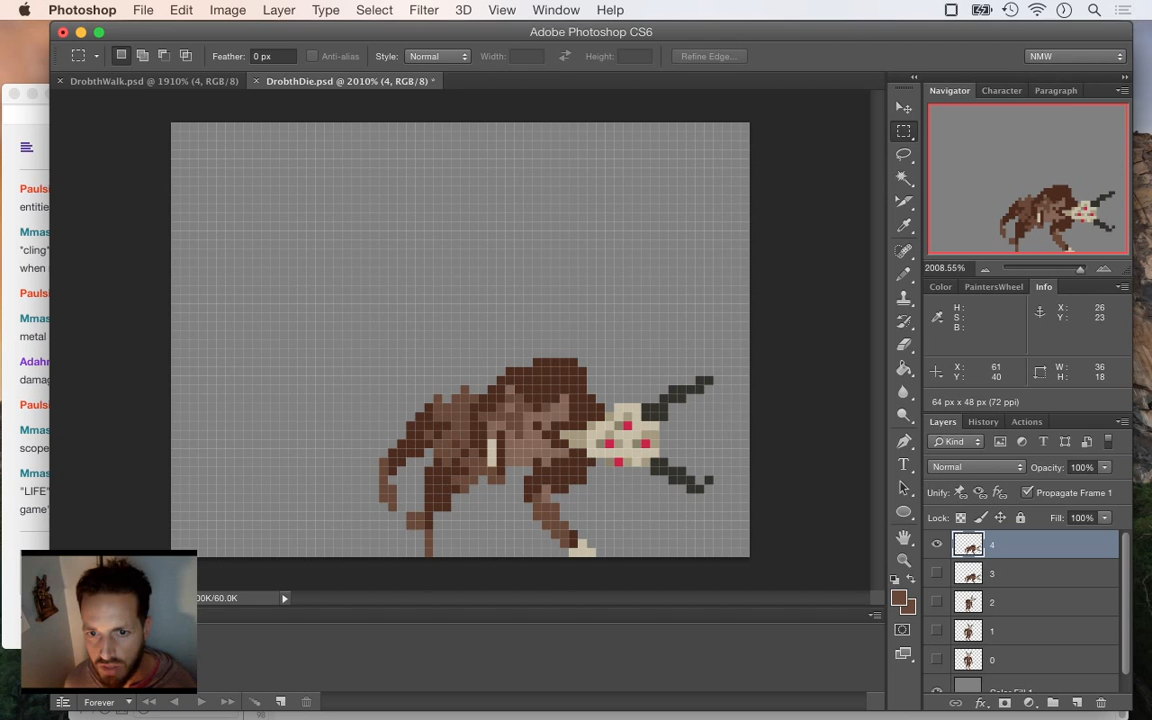 Photoshop File Edit Image Layer Type Select Filter 3D View Window Help
Adobe Photoshop CS6
Feather: 0 px Anti-alias Style: Normal Width: Height: Refine Edge... NMW
DrobthWalk.psd @ 1910% (4, RGB/8) DrobthDie.psd @ 2010% (4, RGB/8) *
Navigator Character Paragraph
2008.55%
Color PaintersWheel Info
H: X: 26
S: Y: 23
B:
X: 61 W: 36
Y: 40 H: 18
64 px x 48 px (72 ppi)
Layers History Actions
Kind
Normal Opacity: 100%
Unify: Propagate Frame 1
Lock: Fill: 100%
4
3
2
1
0
Paulsi
entitie
Mmas
"cling"
when
Paulsi
Mmas
metal
Adahr
damag
Paulsi
Mmas
scope
Mmas
"LIFE"
game"
00K/60.0K
Forever
98